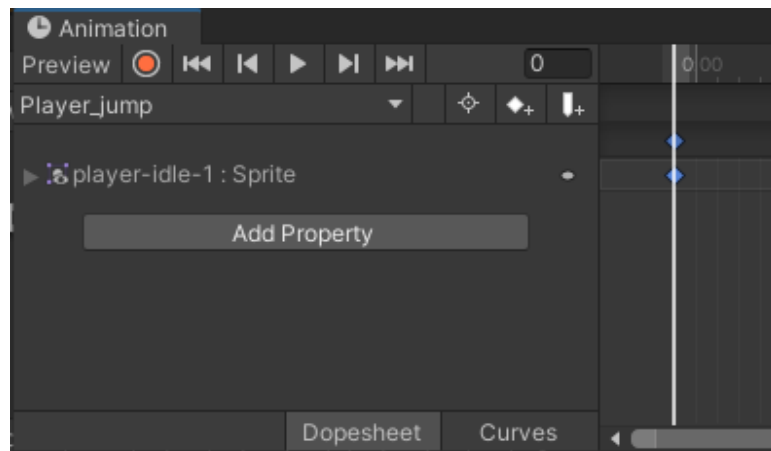 Animation
Preview 0 0:00
Player_jump
player-idle-1 : Sprite
Add Property
Dopesheet Curves